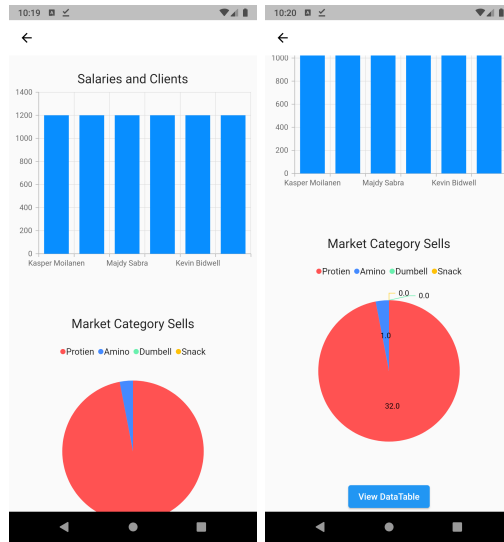 10:19
Salaries and Clients
1400
1200
1000
800
600
400
200
0
Kasper Moilanen Majdy Sabra Kevin Bidwell
Market Category Sells
Protien Amino Dumbell Snack
10:20
1000
800
600
400
200
0
Kasper Moilanen Majdy Sabra Kevin Bidwell
Market Category Sells
Protien Amino Dumbell Snack
0.0 0.0
1.0
32.0
View DataTable